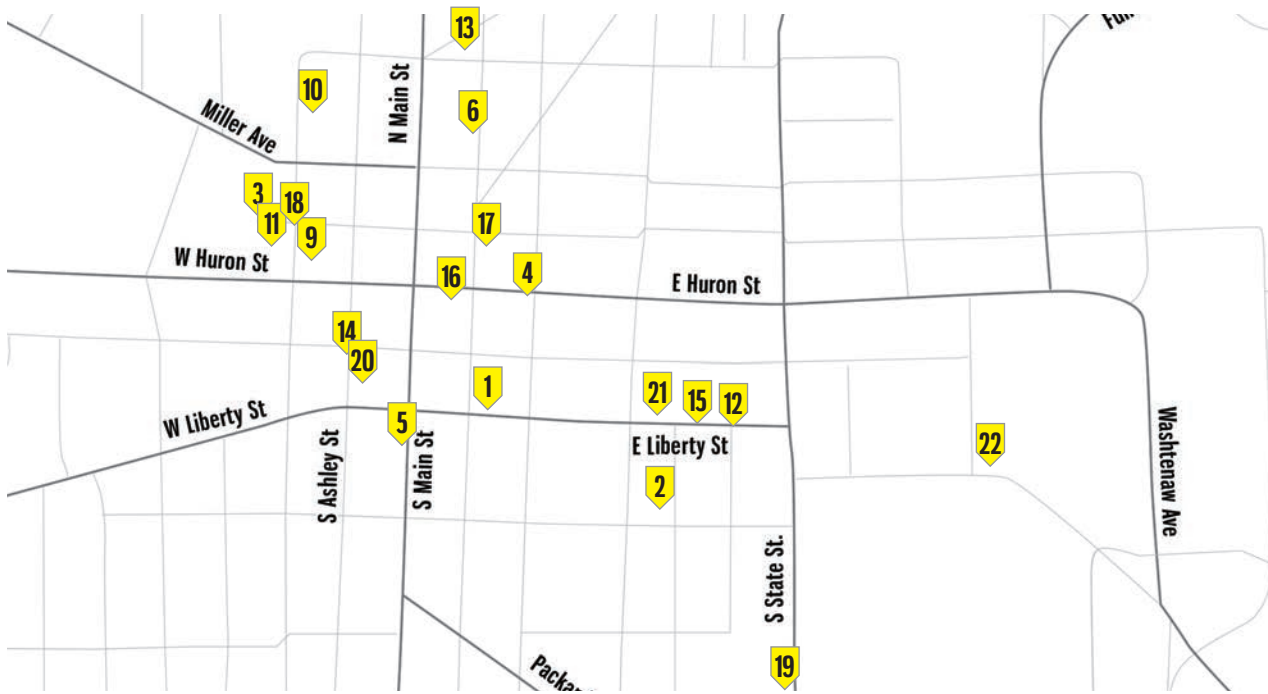 13
Ful
10
N Main St
6
Miller Ave
3
18
11
9
17
W Huron St
16
4
E Huron St
14
20
1
21
15
12
W Liberty St
5
E Liberty St
22
S Ashley St
S Main St
2
Washtenaw Ave
S State St.
19
Packar